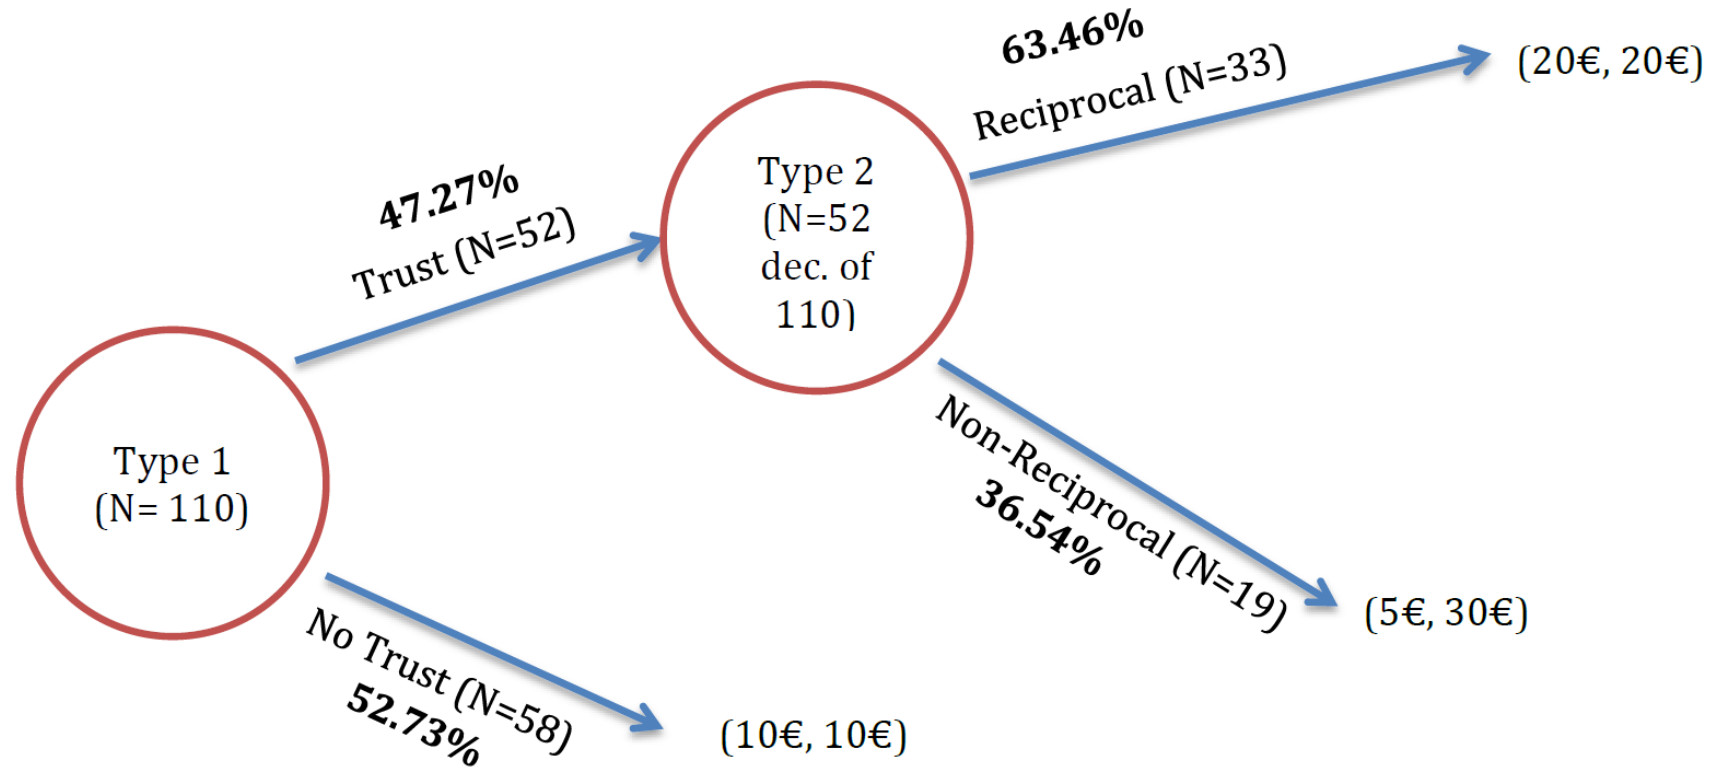 63.46%
Reciprocal (N=33)
(20€, 20€)
Type 2
(N=52
dec. of
110)
47.27%
Trust (N=52)
Type 1
(N= 110)
Non-Reciprocal (N=19)
36.54%
(5€, 30€)
No Trust (N=58)
52.73%
(10€, 10€)